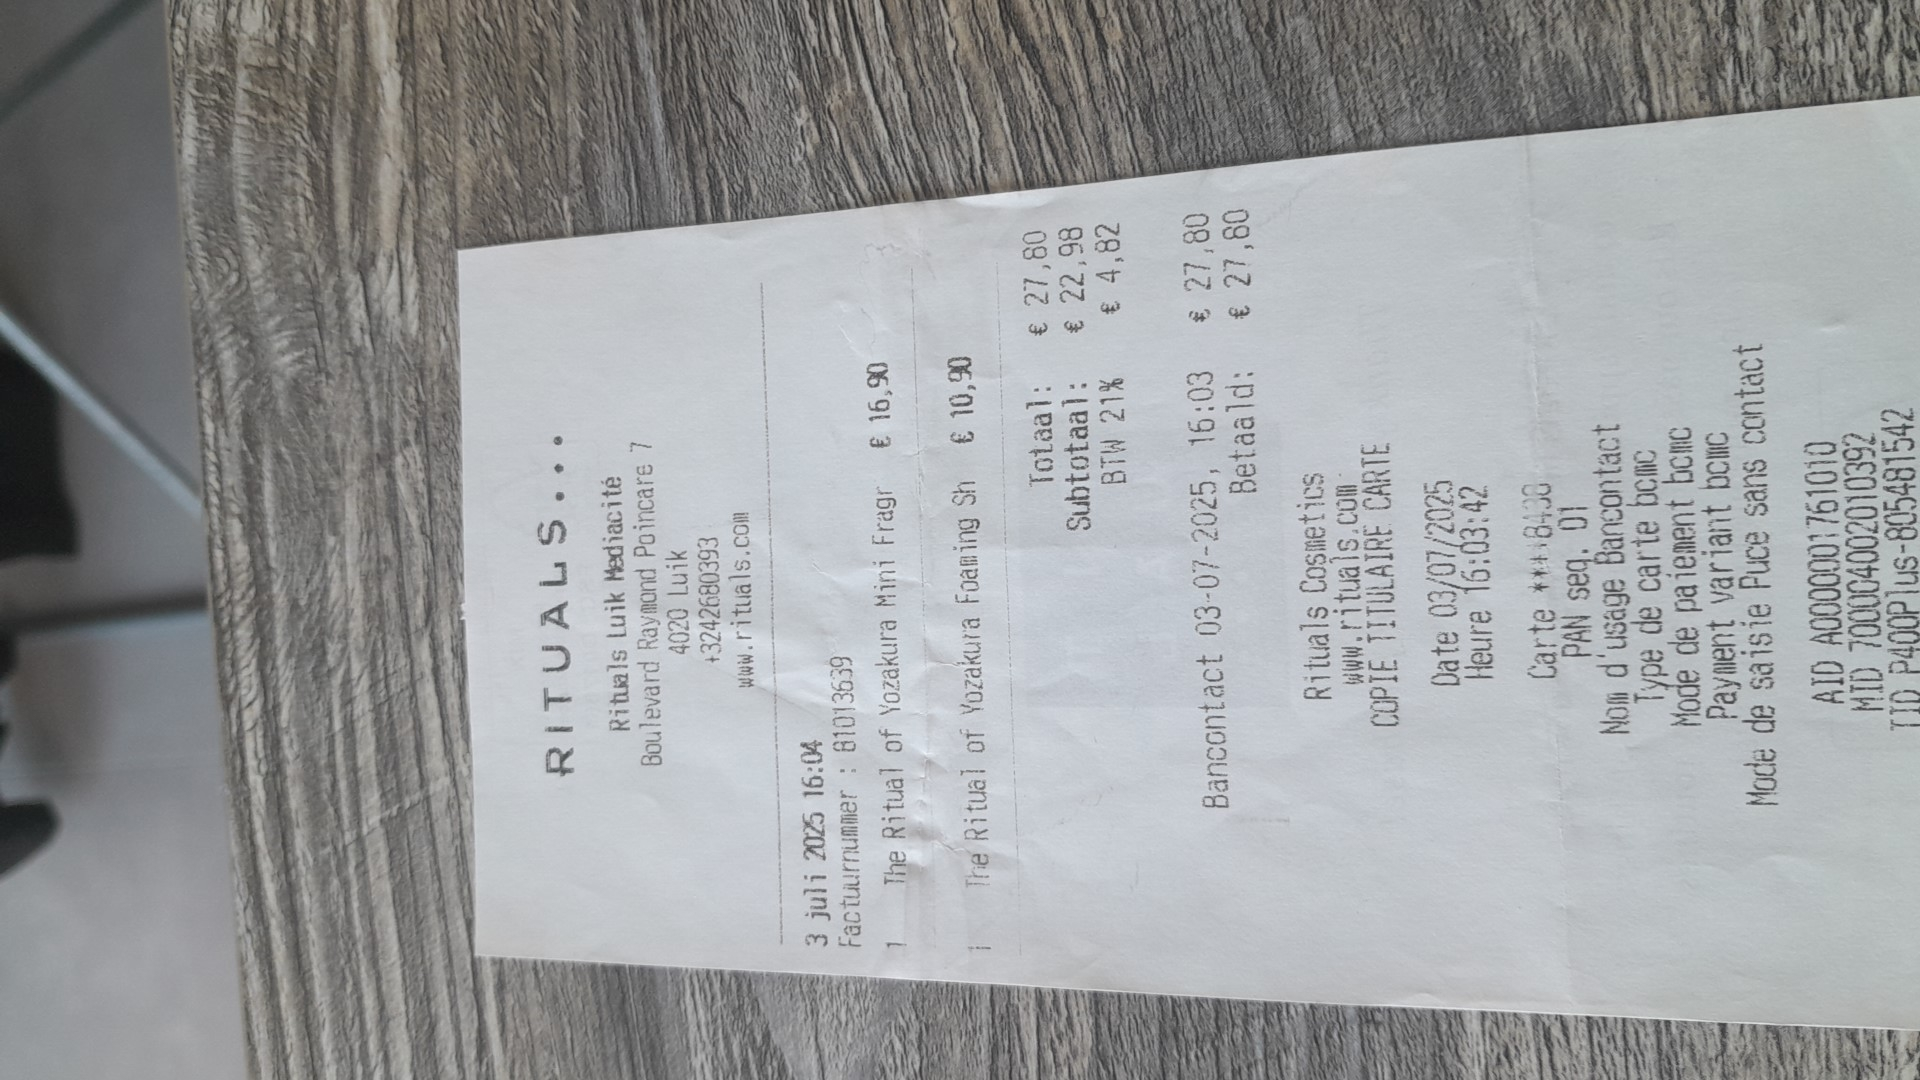 RITUALS...
Rituals Luik Mediacité
Boulevard Raymond Poincare 7
4020 Luik
+3242680393
www.rituals.com
3 juli 2025 16:04
Factuurnummer : 81013639
1 The Ritual of Yozakura Mini Fragr € 16,90
1 The Ritual of Yozakura Foaming Sh € 10,90
Totaal: € 27,80
Subtotaal: € 22,98
BTW 21% € 4,82
Bancontact 03-07-2025, 16:03 € 27,80
Betaald: € 27,80
Rituals Cosmetics
www.rituals.com
COPIE TITULAIRE CARTE
Date 03/07/2025
Heure 16:03:42
Carte
PAN seq. 01
Nom d'usage Bancontact
Type de carte bcmc
Mode de paiement bcmc
Payment variant bcmc
Mode de saisie Puce sans contact
AID A0000001761010
MID 700004002010392
TID P400Plus-805481542